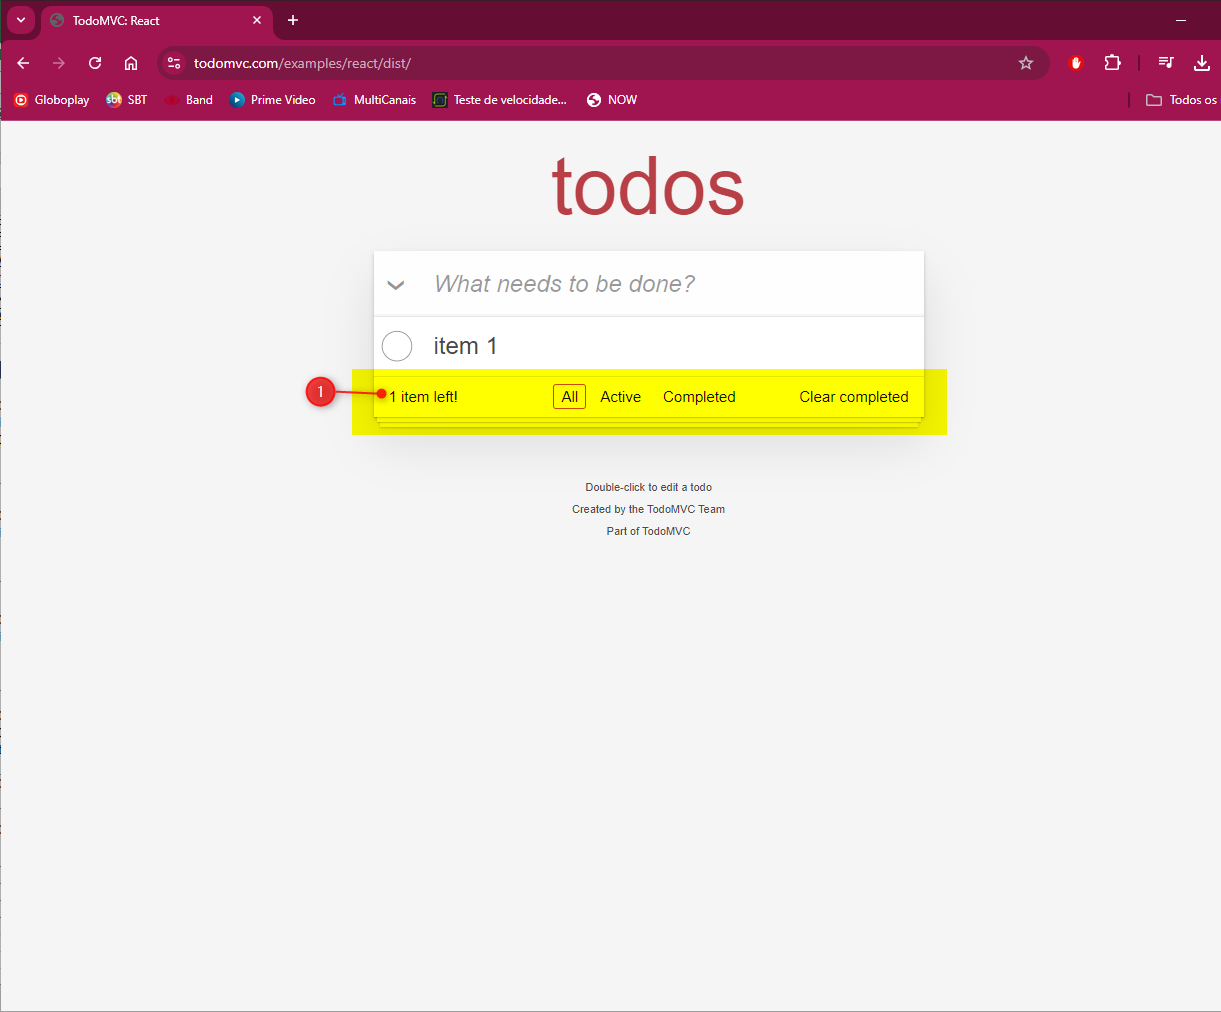 TodoMVC: React
todomvc.com/examples/react/dist/
Globoplay SBT Band Prime Video MultiCanais Teste de velocidade... NOW Todos os
todos
What needs to be done?
item 1
1 1 item left! All Active Completed Clear completed
Double-click to edit a todo
Created by the TodoMVC Team
Part of TodoMVC